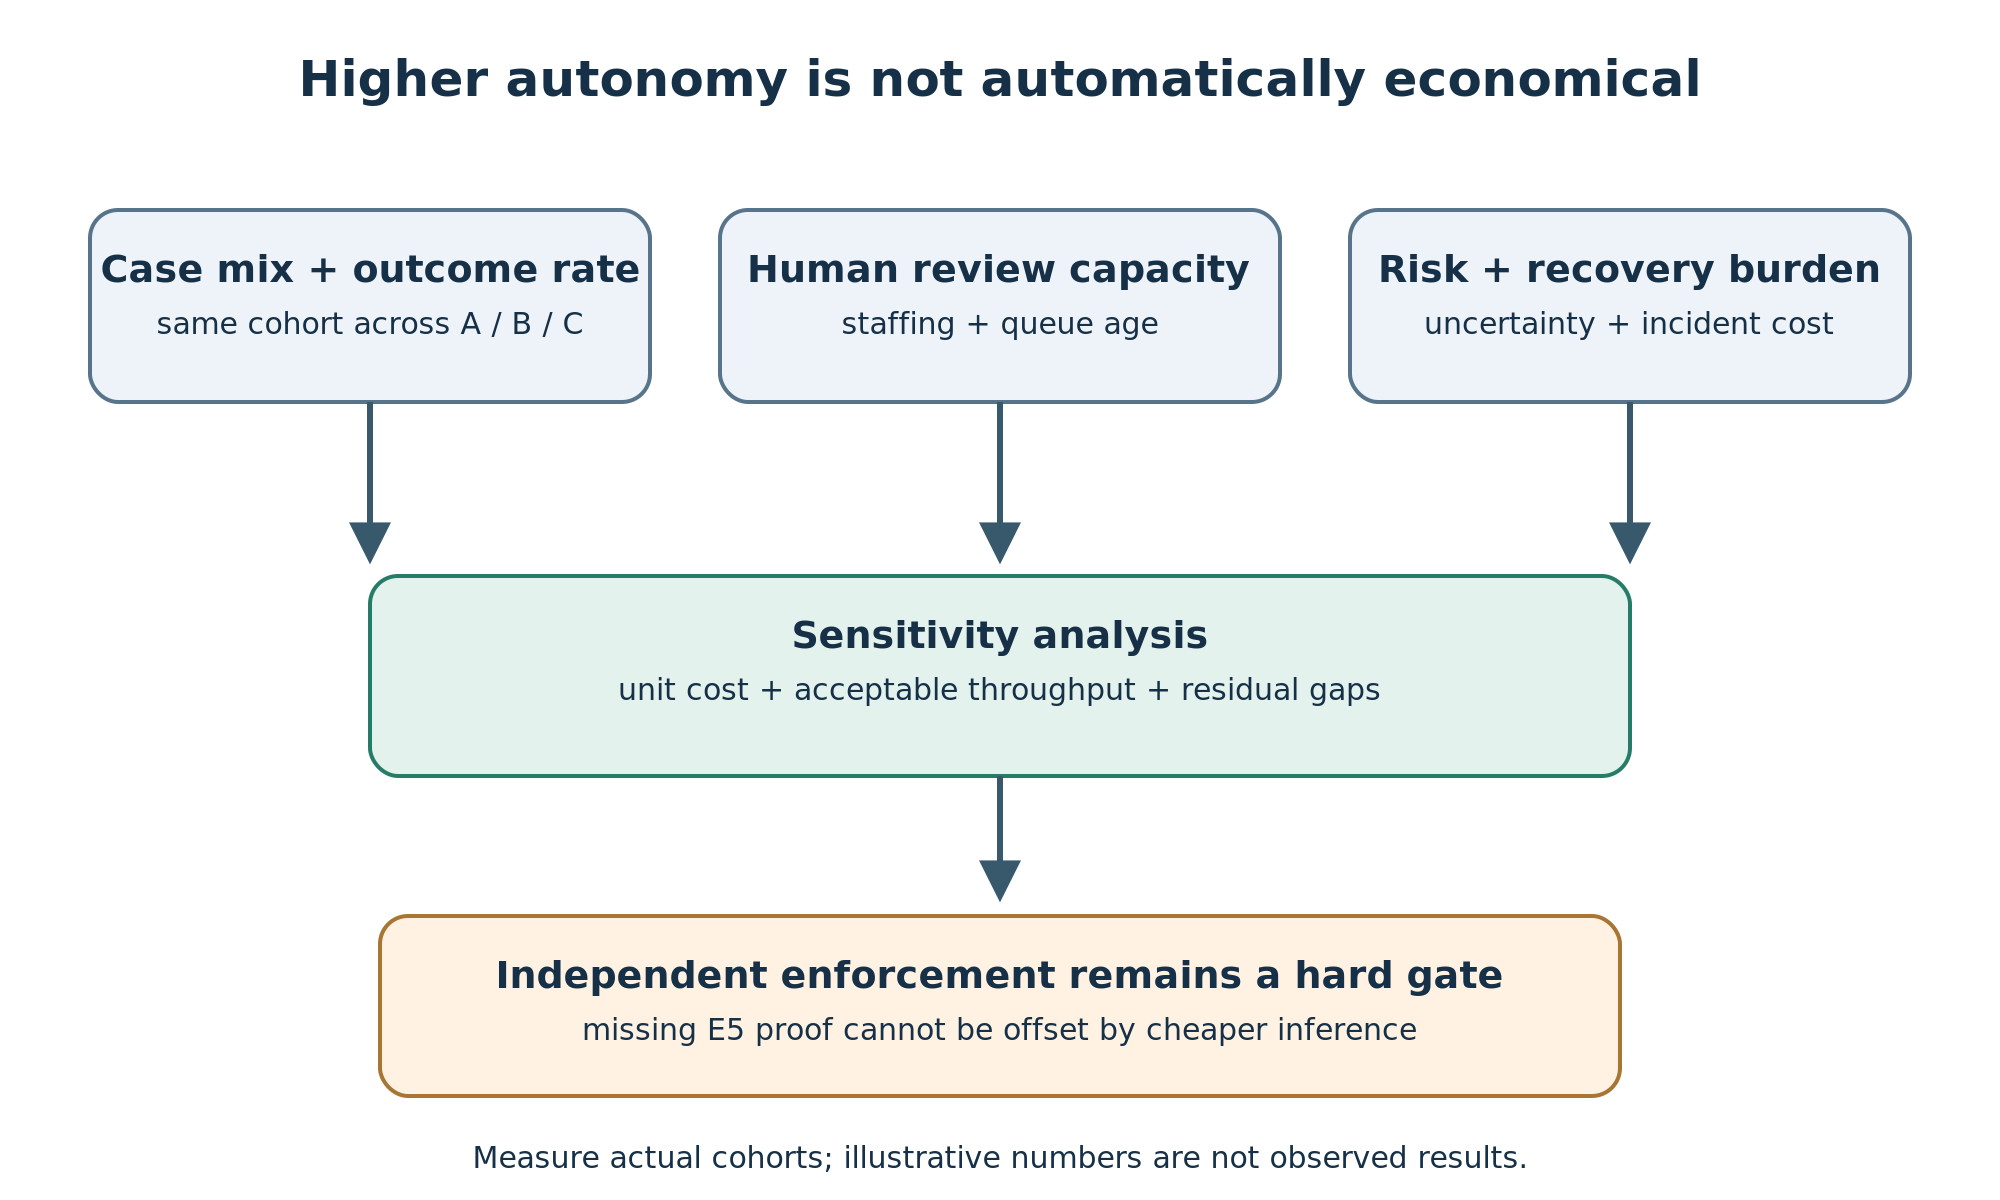 Higher autonomy is not automatically economical
Case mix + outcome rate
same cohort across A / B / C
Human review capacity
staffing + queue age
Risk + recovery burden
uncertainty + incident cost
Sensitivity analysis
unit cost + acceptable throughput + residual gaps
Independent enforcement remains a hard gate
missing E5 proof cannot be offset by cheaper inference
Measure actual cohorts; illustrative numbers are not observed results.